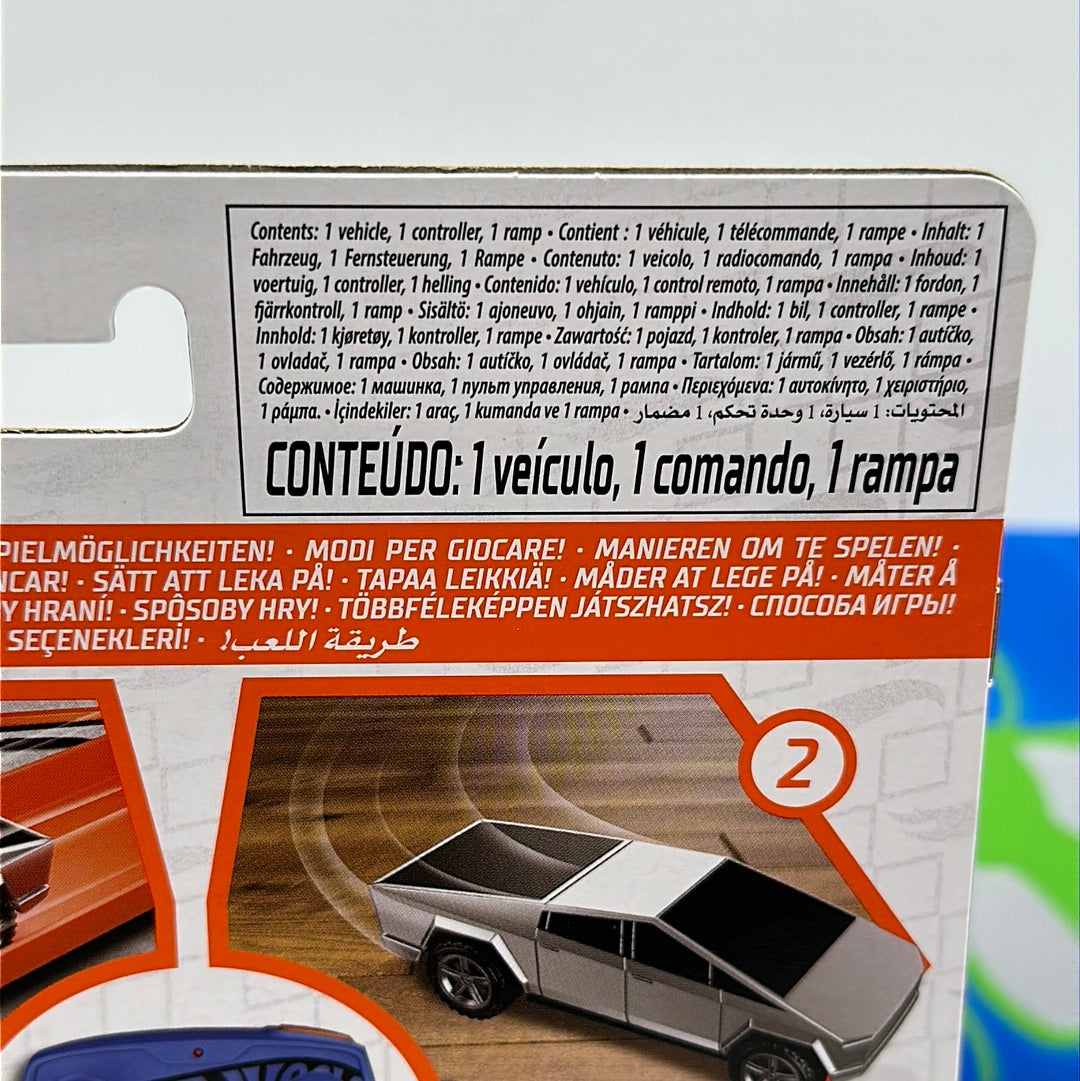 Contents: 1 vehicle, 1 controller, 1 ramp • Contient : 1 véhicule, 1 télécommande, 1 rampe • Inhalt: 1
Fahrzeug, 1 Fernsteuerung, 1 Rampe • Contenuto: 1 veicolo, 1 radiocomando, 1 rampa • Inhoud: 1
voertuig, 1 controller, 1 helling • Contenido: 1 vehículo, 1 control remoto, 1 rampa • Innehåll: 1 fordon, 1
fjärrkontroll, 1 ramp • Sisältö: 1 ajoneuvo, 1 ohjain, 1 ramppi • Indhold: 1 bil, 1 controller, 1 rampe •
Innhold: 1 kjøretøy, 1 kontroller, 1 rampe • Zawartość: 1 pojazd, 1 kontroler, 1 rampa • Obsah: 1 autíčko,
1 ovladač, 1 rampa • Obsah: 1 autíčko, 1 ovládač, 1 rampa • Tartalom: 1 jármű, 1 vezérlő, 1 rámpa •
Содержимое: 1 машинка, 1 пульт управления, 1 рампа • Περιεχόμενα: 1 αυτοκίνητο, 1 χειριστήριο,
1 ράμπα. • İçindekiler: 1 araç, 1 kumanda ve 1 rampa • المحتويات: 1 سيارة، 1 وحدة تحكم، 1 مضمار
CONTEÚDO: 1 veículo, 1 comando, 1 rampa
PIELMÖGLICHKEITEN! · MODI PER GIOCARE! · MANIEREN OM TE SPELEN! ·
NCAR! · SÄTT ATT LEKA PÅ! · TAPAA LEIKKIÄ! · MÅDER AT LEGE PÅ! · MÅTER Å
Y HRANÍ! · SPÔSOBY HRY! · TÖBBFÉLEKÉPPEN JÁTSZHATSZ! · СПОСОБА ИГРЫ!
SEÇENEKLERİ! · طريقة اللعب!
2